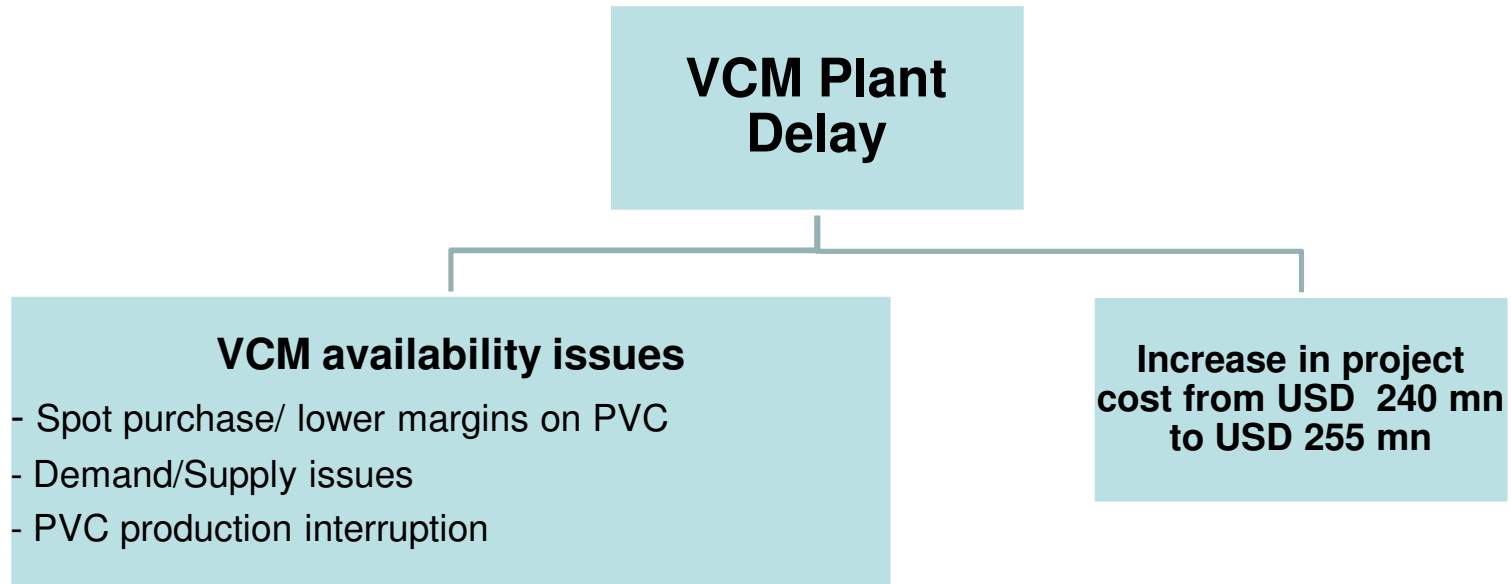 VCM Plant
Delay
VCM availability issues
- Spot purchase/ lower margins on PVC
- Demand/Supply issues
- PVC production interruption
Increase in project
cost from USD  240 mn
to USD 255 mn